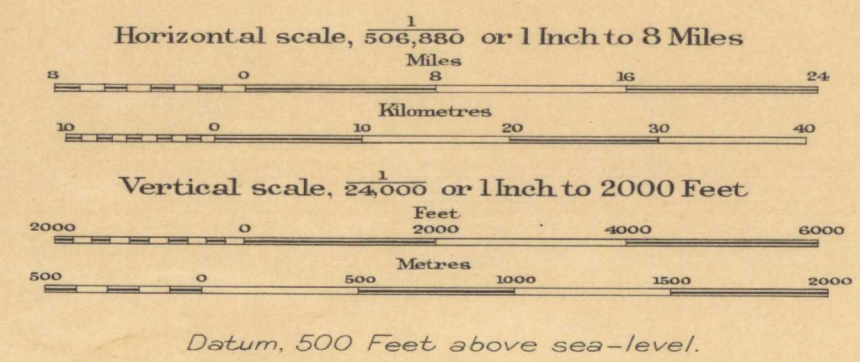 Horizontal scale, 1/506,880 or 1 Inch to 8 Miles
Miles
8 0 8 16 24
Kilometres
10 0 10 20 30 40
Vertical scale, 1/24,000 or 1 Inch to 2000 Feet
Feet
2000 0 2000 4000 6000
Metres
500 0 500 1000 1500 2000
Datum, 500 Feet above sea-level.